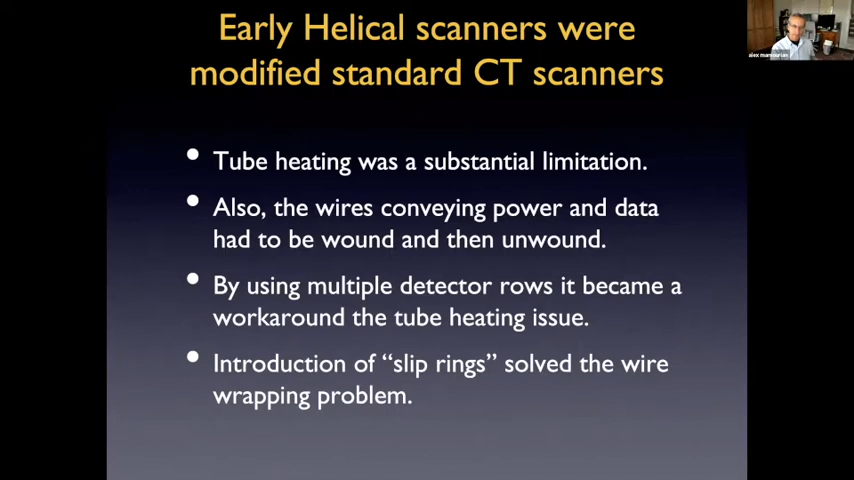 Early Helical scanners were
modified standard CT scanners
• Tube heating was a substantial limitation.
• Also, the wires conveying power and data
had to be wound and then unwound.
• By using multiple detector rows it became a
workaround the tube heating issue.
• Introduction of “slip rings” solved the wire
wrapping problem.
alex mamourian